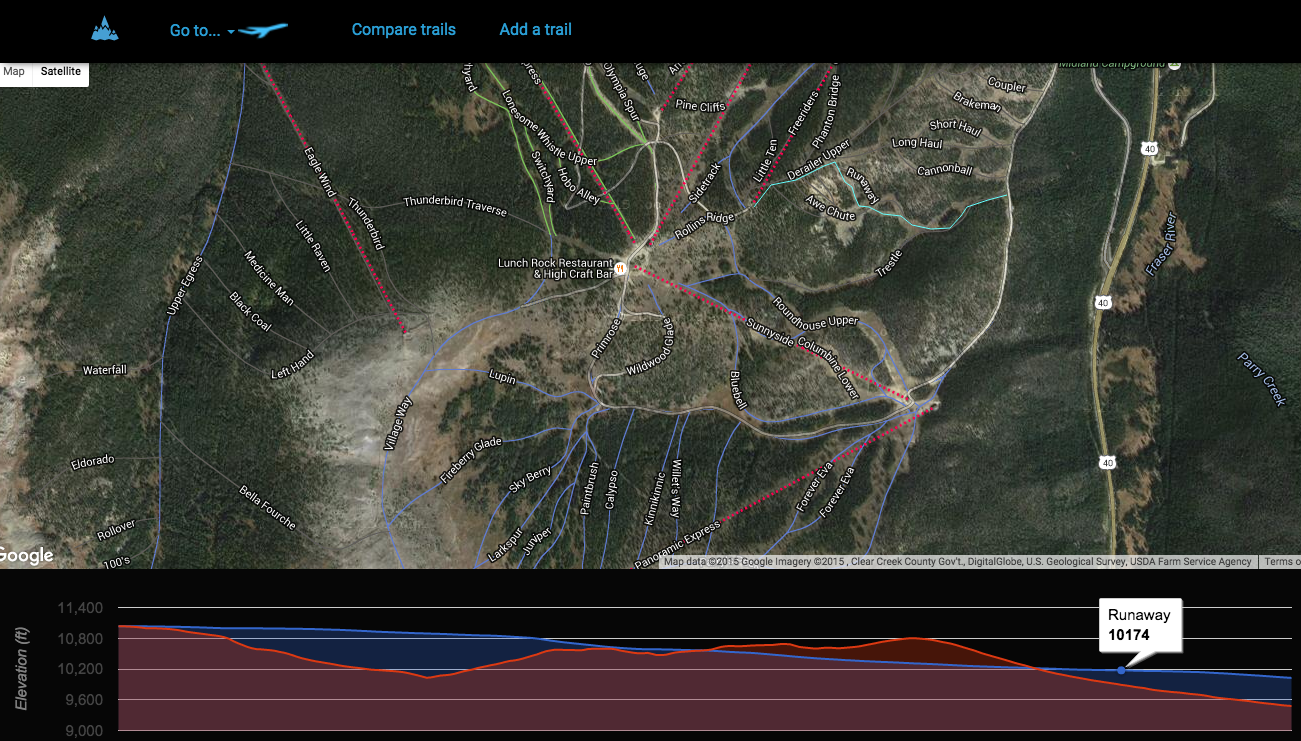 Go to...
Compare trails
Add a trail
Map
Satellite
Midland Campground
Coupler
Brakeman
Short Haul
Long Haul
Cannonball
Pine Cliffs
Olympia Spur
Lonesome Whistle Upper
Switchyard
Hobo Alley
Sidetrack
Little Ten
Freeriders
Phanton Bridge
Derailer Upper
Runaway
Awe Chute
Rollins Ridge
Trestle
40
Fraser River
Eagle Wind
Thunderbird
Thunderbird Traverse
Little Raven
Medicine Man
Black Coal
Left Hand
Upper Egress
Waterfall
Lunch Rock Restaurant
& High Craft Bar
Primrose
Wildwood Glade
Roundhouse Upper
Sunnyside
Columbine Lower
Bluebell
40
Parry Creek
Lupin
Village Way
Fireberry Glade
Sky Berry
Paintbrush
Calypso
Kinnikinnic
Willet's Way
Forever Eva
Forever Eva
Panoramic Express
Larkspur
Juniper
40
Eldorado
Bella Fourche
Rollover
100's
Google
Map data ©2015 Google Imagery ©2015 , Clear Creek County Gov't., DigitalGlobe, U.S. Geological Survey, USDA Farm Service Agency
Terms o
Elevation (ft)
11,400
10,800
10,200
9,600
9,000
Runaway
10174